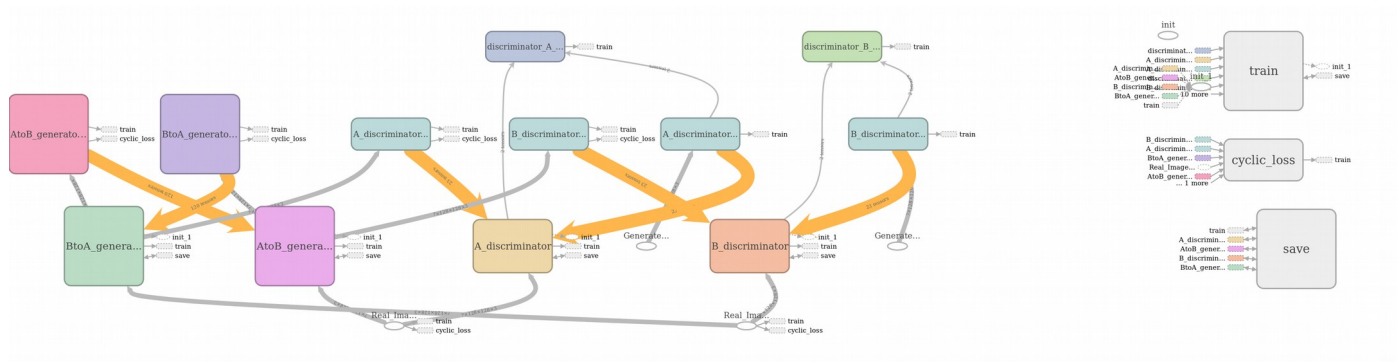 init
discriminator_A_...
train
discriminator_B_...
train
discriminat...
A_discrimin...
AtoB_gener...
B_discrimin...
BtoA_gener...
train
init_1
10 more
train
init_1
save
AtoB_generato...
train
cyclic_loss
BtoA_generato...
train
cyclic_loss
A_discriminator...
train
cyclic_loss
B_discriminator...
train
cyclic_loss
A_discriminator...
train
B_discriminator...
train
B_discrimin...
A_discrimin...
BtoA_gener...
Real_Image...
AtoB_gener...
... 1 more
cyclic_loss
train
BtoA_genera...
init_1
train
save
AtoB_genera...
init_1
train
save
A_discriminator
init_1
train
save
Generate...
B_discriminator
init_1
train
save
Generate...
train
A_discrimin...
AtoB_gener...
B_discrimin...
BtoA_gener...
save
Real_Ima...
train
cyclic_loss
Real_Ima...
train
cyclic_loss